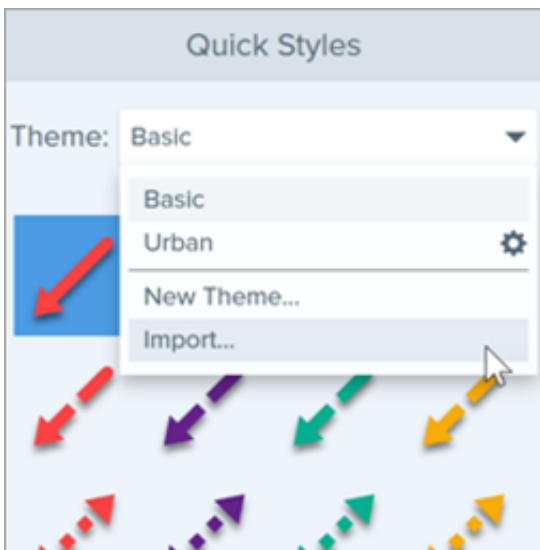 Quick Styles
Theme: Basic
Basic
Urban
New Theme...
Import...